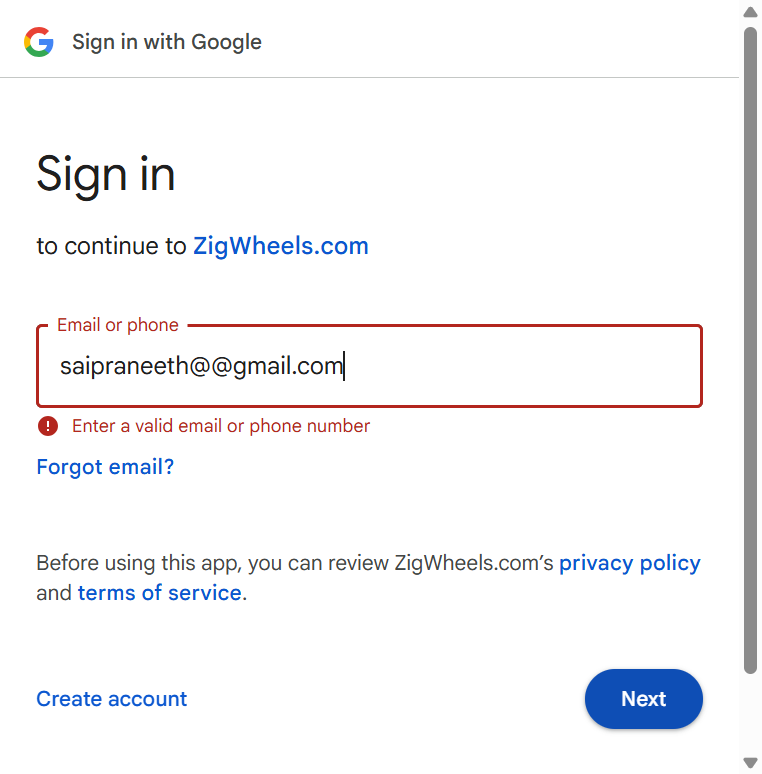 Sign in with Google
Sign in
to continue to ZigWheels.com
Email or phone
saipraneeth@@gmail.com
Enter a valid email or phone number
Forgot email?
Before using this app, you can review ZigWheels.com’s privacy policy
and terms of service.
Create account
Next